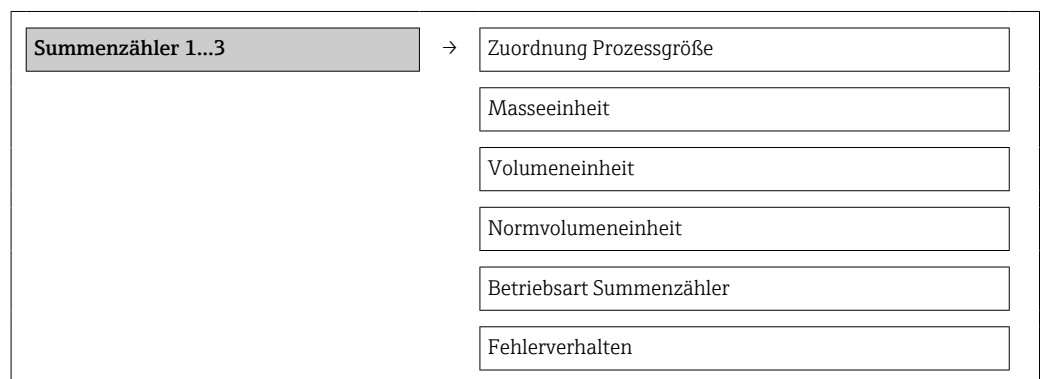 Summenzähler 1...3 → Zuordnung Prozessgröße
Masseeinheit
Volumeneinheit
Normvolumeneinheit
Betriebsart Summenzähler
Fehlerverhalten